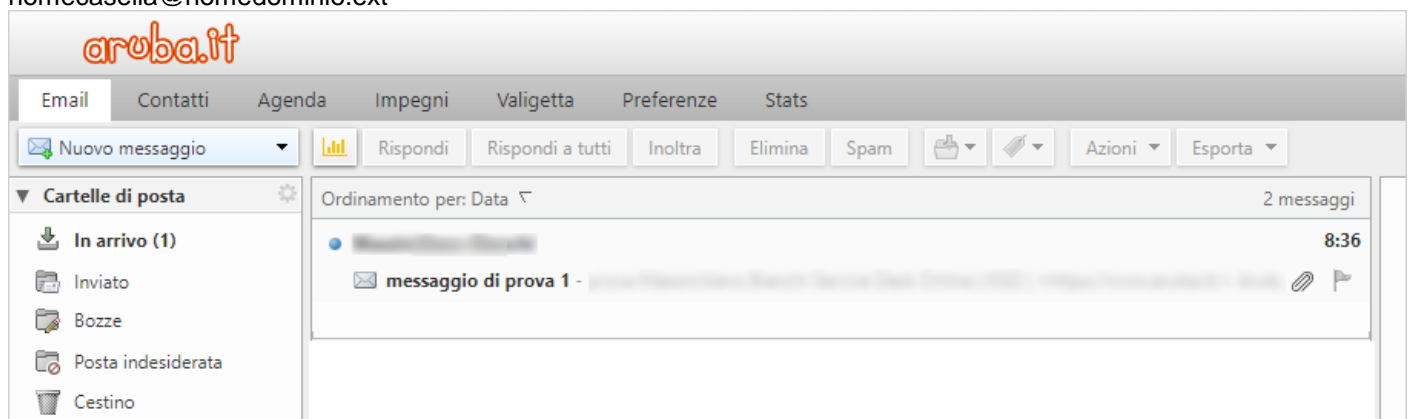 nomecasella@nomedominio.ext
aruba.it
Email Contatti Agenda Impegni Valigetta Preferenze Stats
Nuovo messaggio Rispondi Rispondi a tutti Inoltra Elimina Spam Azioni Esporta
Cartelle di posta Ordinamento per: Data 2 messaggi
In arrivo (1) 8:36
Inviato messaggio di prova 1 -
Bozze
Posta indesiderata
Cestino